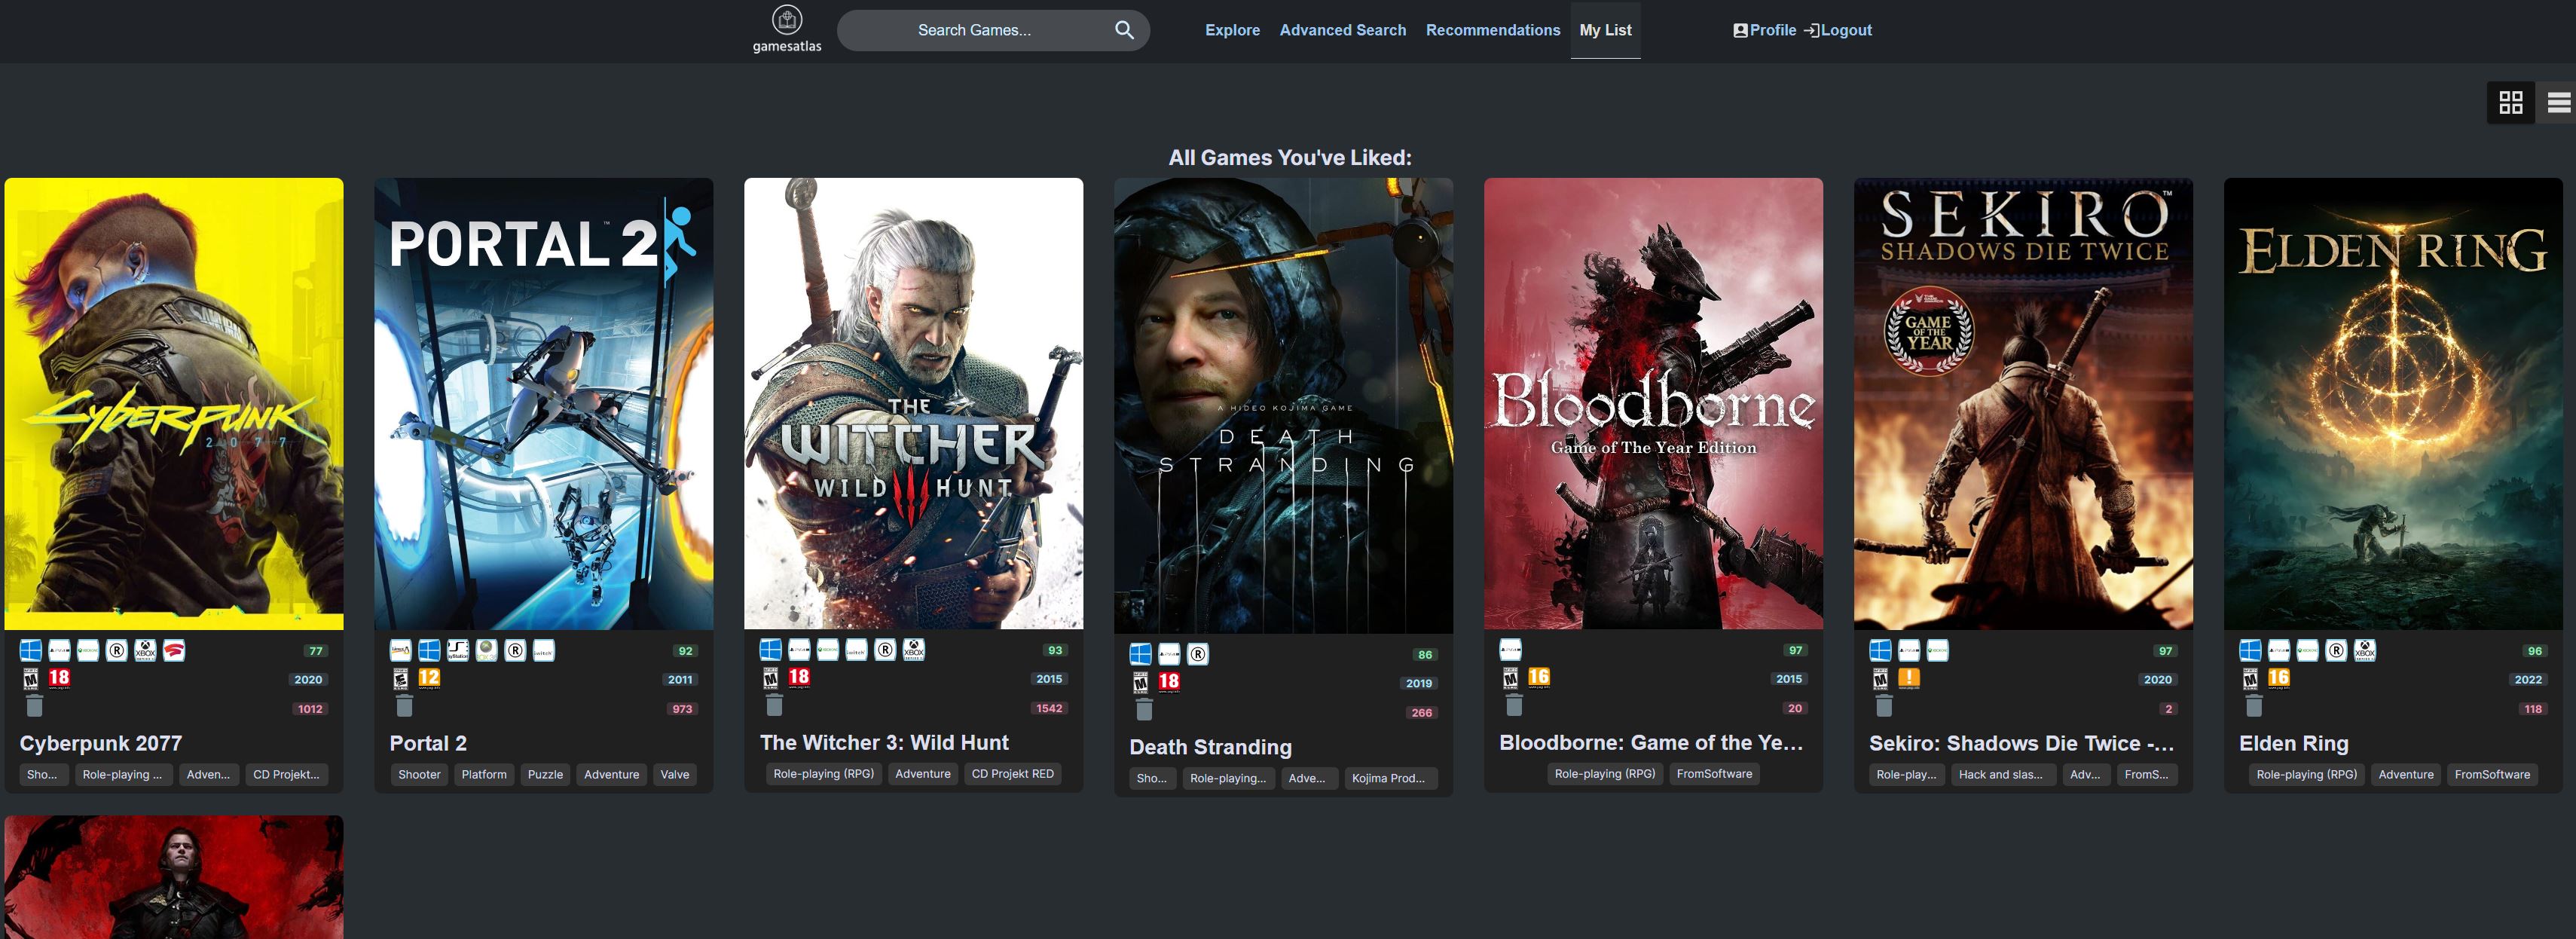 gamesatlas
Search Games...
Explore
Advanced Search
Recommendations
My List
Profile
Logout
All Games You've Liked:
CYBERPUNK
2077
77
18
2020
1012
Cyberpunk 2077
Sho...
Role-playing ...
Adven...
CD Projekt...
PORTAL 2
92
12
2011
973
Portal 2
Shooter
Platform
Puzzle
Adventure
Valve
THE
WITCHER
WILD HUNT
93
18
2015
1542
The Witcher 3: Wild Hunt
Role-playing (RPG)
Adventure
CD Projekt RED
A HIDEO KOJIMA GAME
DEATH
STRANDING
86
18
2019
266
Death Stranding
Sho...
Role-playing...
Adve...
Kojima Prod...
Bloodborne
Game of The Year Edition
97
16
2015
20
Bloodborne: Game of the Ye...
Role-playing (RPG)
FromSoftware
SEKIRO™
SHADOWS DIE TWICE
GAME
OF THE
YEAR
97
2020
2
Sekiro: Shadows Die Twice -...
Role-play...
Hack and slas...
Adv...
FromS...
ELDEN RING
96
16
2022
118
Elden Ring
Role-playing (RPG)
Adventure
FromSoftware